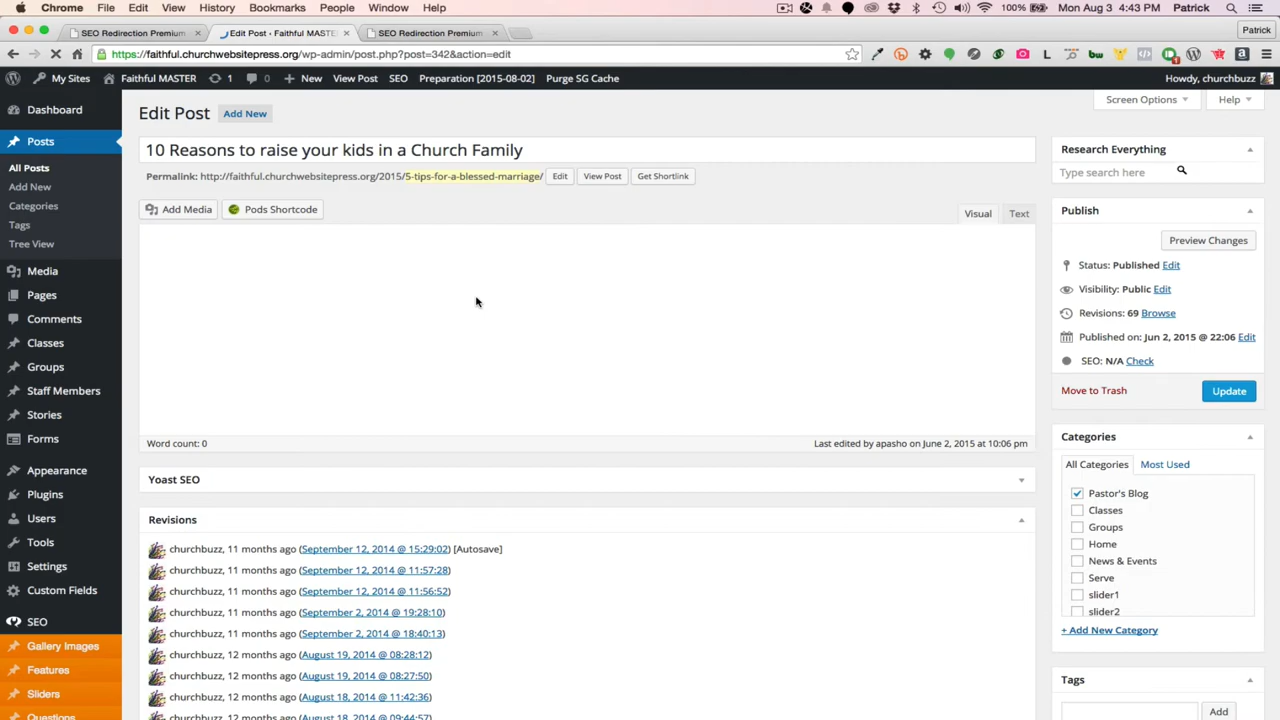 Chrome File Edit View History Bookmarks People Window Help 100% Mon Aug 3 4:43 PM Patrick
SEO Redirection Premium × Edit Post ‹ Faithful MASTER × SEO Redirection Premium × Patrick
https://faithful.churchwebsitepress.org/wp-admin/post.php?post=342&action=edit
My Sites Faithful MASTER 1 0 + New View Post SEO Preparation [2015-08-02] Purge SG Cache Howdy, churchbuzz
Screen Options Help
Dashboard
Posts
All Posts
Add New
Categories
Tags
Tree View
Media
Pages
Comments
Classes
Groups
Staff Members
Stories
Forms
Appearance
Plugins
Users
Tools
Settings
Custom Fields
SEO
Gallery Images
Features
Sliders
Questions
Edit Post Add New
10 Reasons to raise your kids in a Church Family
Permalink: http://faithful.churchwebsitepress.org/2015/5-tips-for-a-blessed-marriage/ Edit View Post Get Shortlink
Add Media Pods Shortcode
Visual Text
Word count: 0 Last edited by apasho on June 2, 2015 at 10:06 pm
Yoast SEO
Revisions
churchbuzz, 11 months ago (September 12, 2014 @ 15:29:02) [Autosave]
churchbuzz, 11 months ago (September 12, 2014 @ 11:57:28)
churchbuzz, 11 months ago (September 12, 2014 @ 11:56:52)
churchbuzz, 11 months ago (September 2, 2014 @ 19:28:10)
churchbuzz, 11 months ago (September 2, 2014 @ 18:40:13)
churchbuzz, 12 months ago (August 19, 2014 @ 08:28:12)
churchbuzz, 12 months ago (August 19, 2014 @ 08:27:50)
churchbuzz, 12 months ago (August 18, 2014 @ 11:42:36)
churchbuzz, 12 months ago (August 18, 2014 @ 09:44:57)
Research Everything
Type search here
Publish
Preview Changes
Status: Published Edit
Visibility: Public Edit
Revisions: 69 Browse
Published on: Jun 2, 2015 @ 22:06 Edit
SEO: N/A Check
Move to Trash Update
Categories
All Categories Most Used
Pastor's Blog
Classes
Groups
Home
News & Events
Serve
slider1
slider2
+ Add New Category
Tags
Add